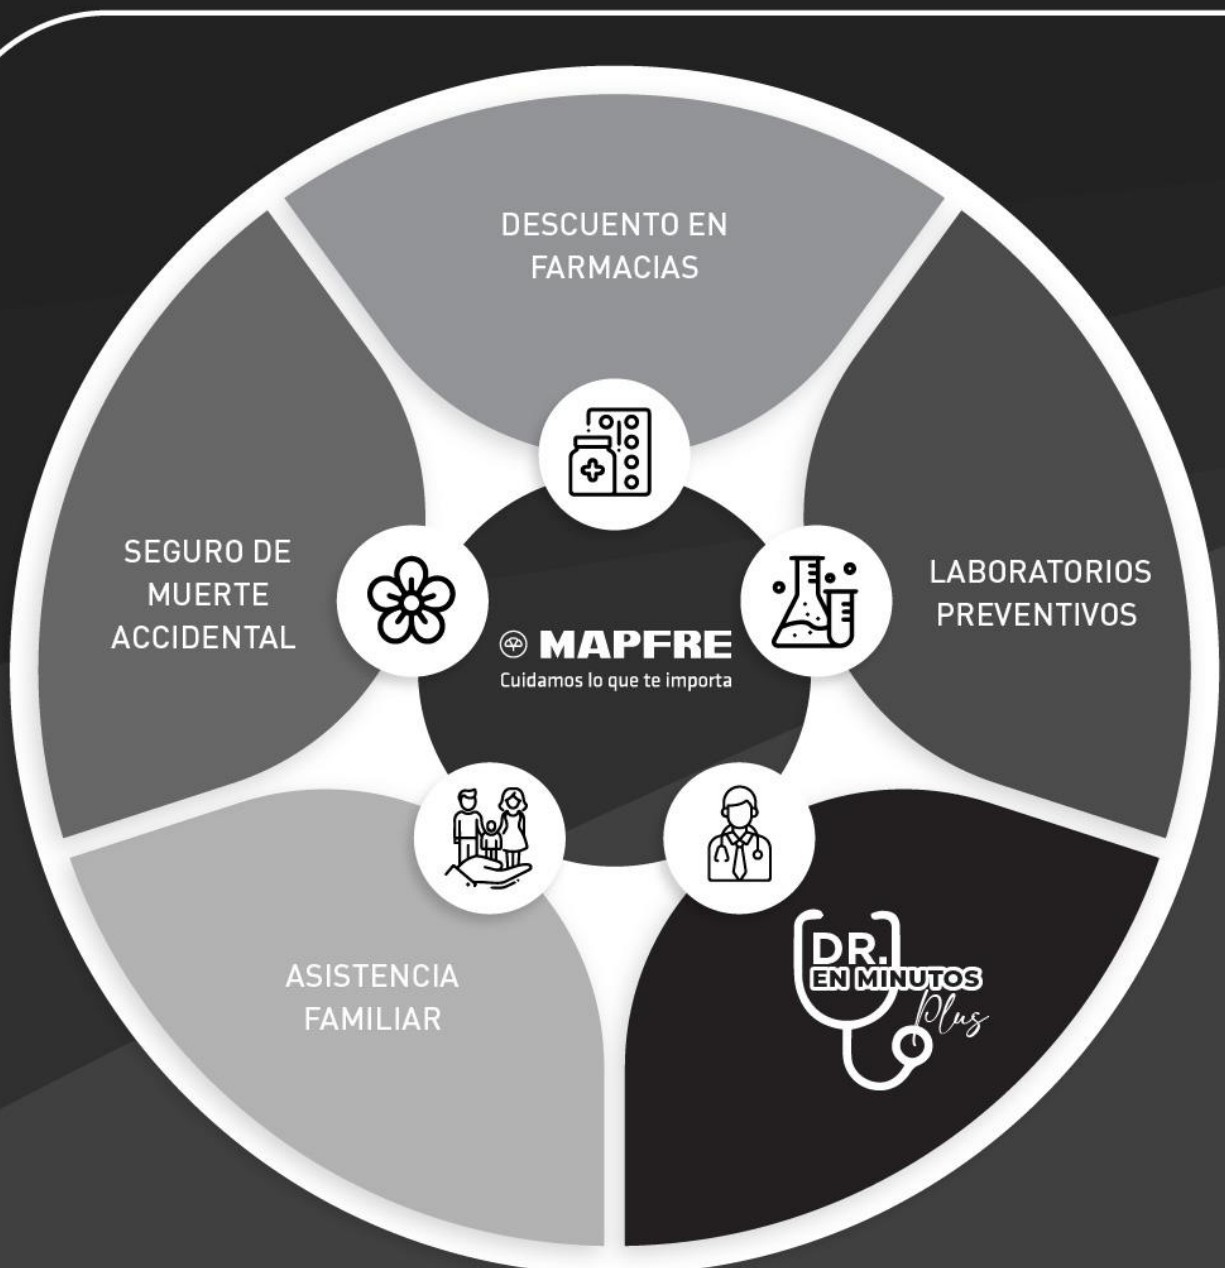 DESCUENTO EN
FARMACIAS
SEGURO DE
MUERTE
ACCIDENTAL
LABORATORIOS
PREVENTIVOS
MAPFRE
Cuidamos lo que te importa
ASISTENCIA
FAMILIAR
DR.
EN MINUTOS
Plus